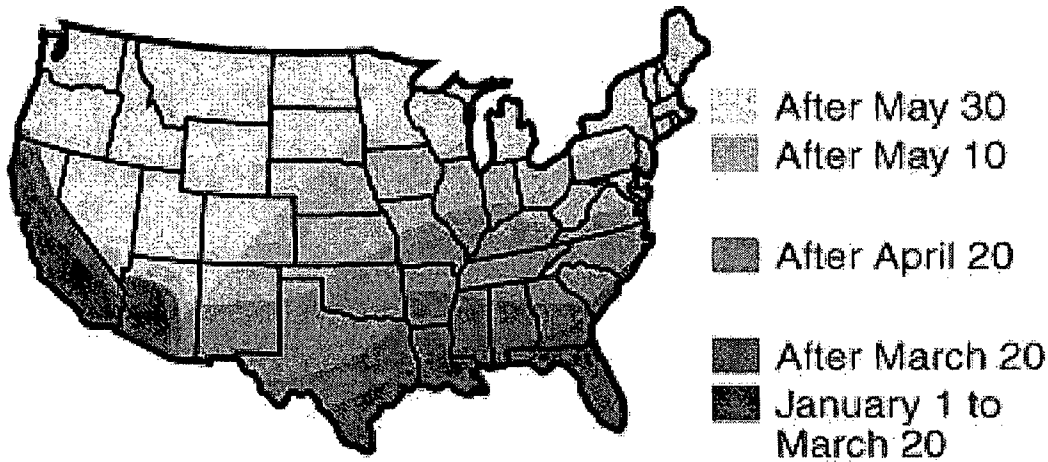 After May 30
After May 10
After April 20
After March 20
January 1 to
March 20